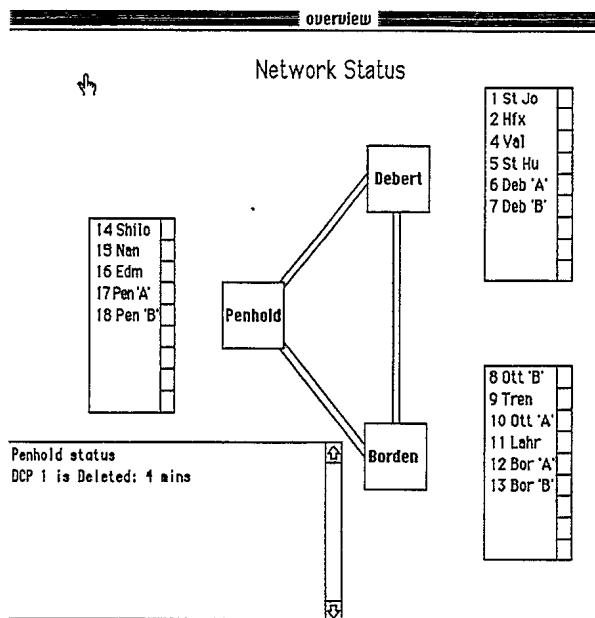 overview
Network Status
1 St Jo
2 Hfx
4 Val
5 St Hu
6 Deb 'A'
7 Deb 'B'
Debert
14 Shilo
15 Nan
16 Edm
17 Pen 'A'
18 Pen 'B'
Penhold
8 Ott 'B'
9 Tren
10 Ott 'A'
11 Lahr
12 Bor 'A'
13 Bor 'B'
Borden
Penhold status
DCP 1 is Deleted: 4 mins